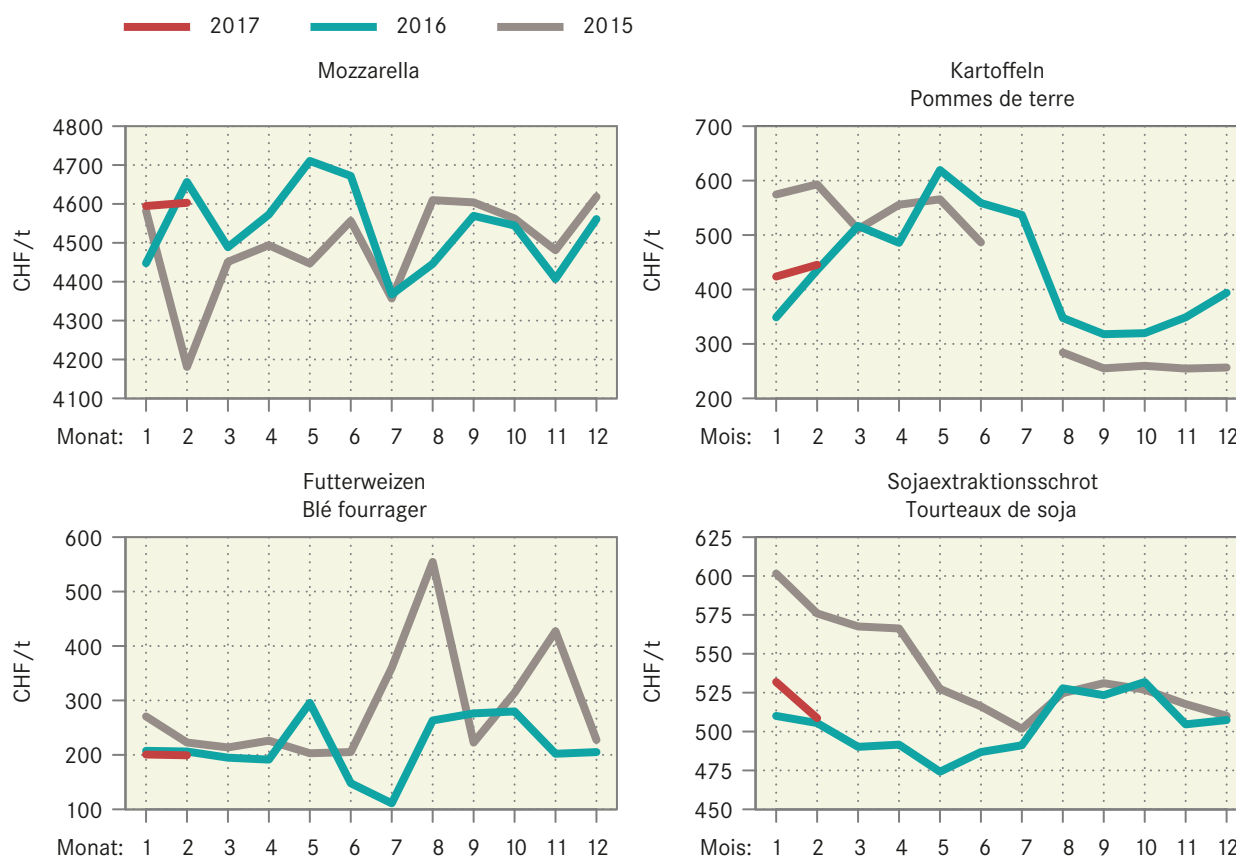 2017 2016 2015
Mozzarella
CHF/t
4800
4700
4600
4500
4400
4300
4200
4100
Monat: 1 2 3 4 5 6 7 8 9 10 11 12
Kartoffeln
Pommes de terre
CHF/t
700
600
500
400
300
200
Mois: 1 2 3 4 5 6 7 8 9 10 11 12
Futterweizen
Blé fourrager
CHF/t
600
500
400
300
200
100
Monat: 1 2 3 4 5 6 7 8 9 10 11 12
Sojaextraktionsschrot
Tourteaux de soja
CHF/t
625
600
575
550
525
500
475
450
Mois: 1 2 3 4 5 6 7 8 9 10 11 12